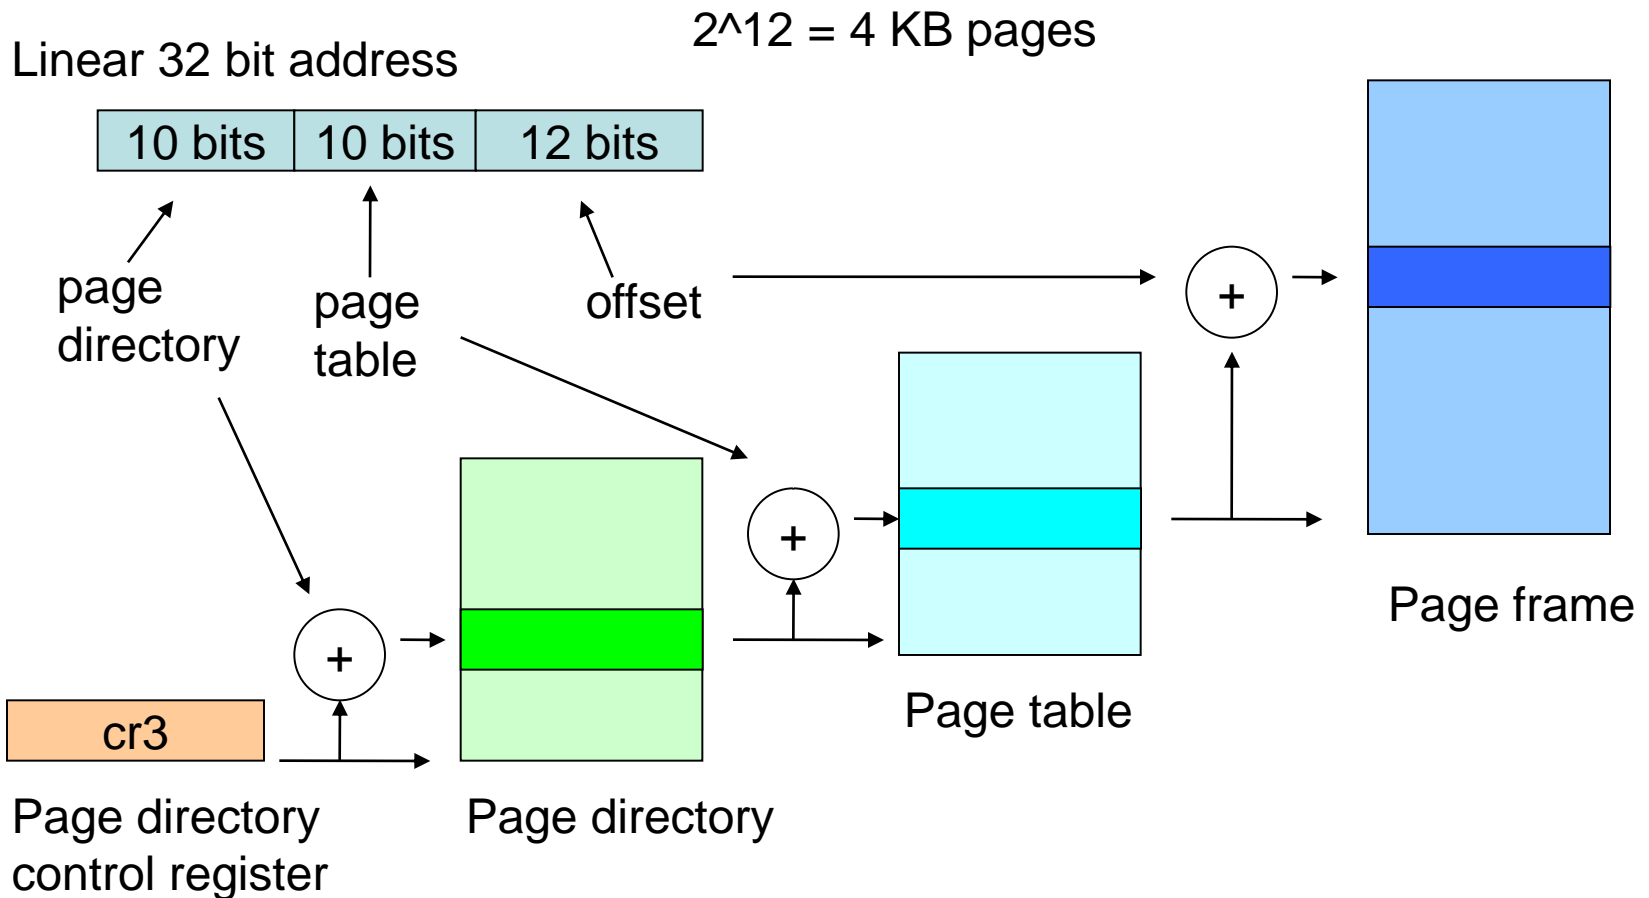 2^12 = 4 KB pages
Linear 32 bit address
10 bits
10 bits
12 bits
page
directory
page
table
offset
+
+
+
cr3
Page directory
control register
Page directory
Page table
Page frame